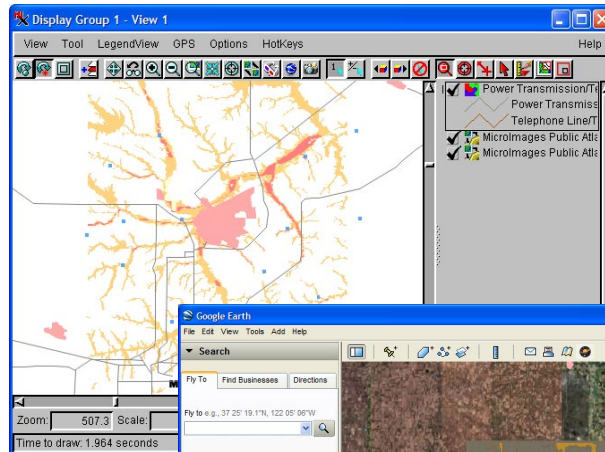 Display Group 1 - View 1
View Tool LegendView GPS Options HotKeys Help
Power Transmission/Te
Power Transmiss
Telephone Line/T
MicroImages Public Atla
MicroImages Public Atla
Zoom: 507.3 Scale:
Time to draw: 1.964 seconds
Google Earth
File Edit View Tools Add Help
Search
Fly To Find Businesses Directions
Fly to e.g., 37 25' 19.1"N, 122 05' 06"W